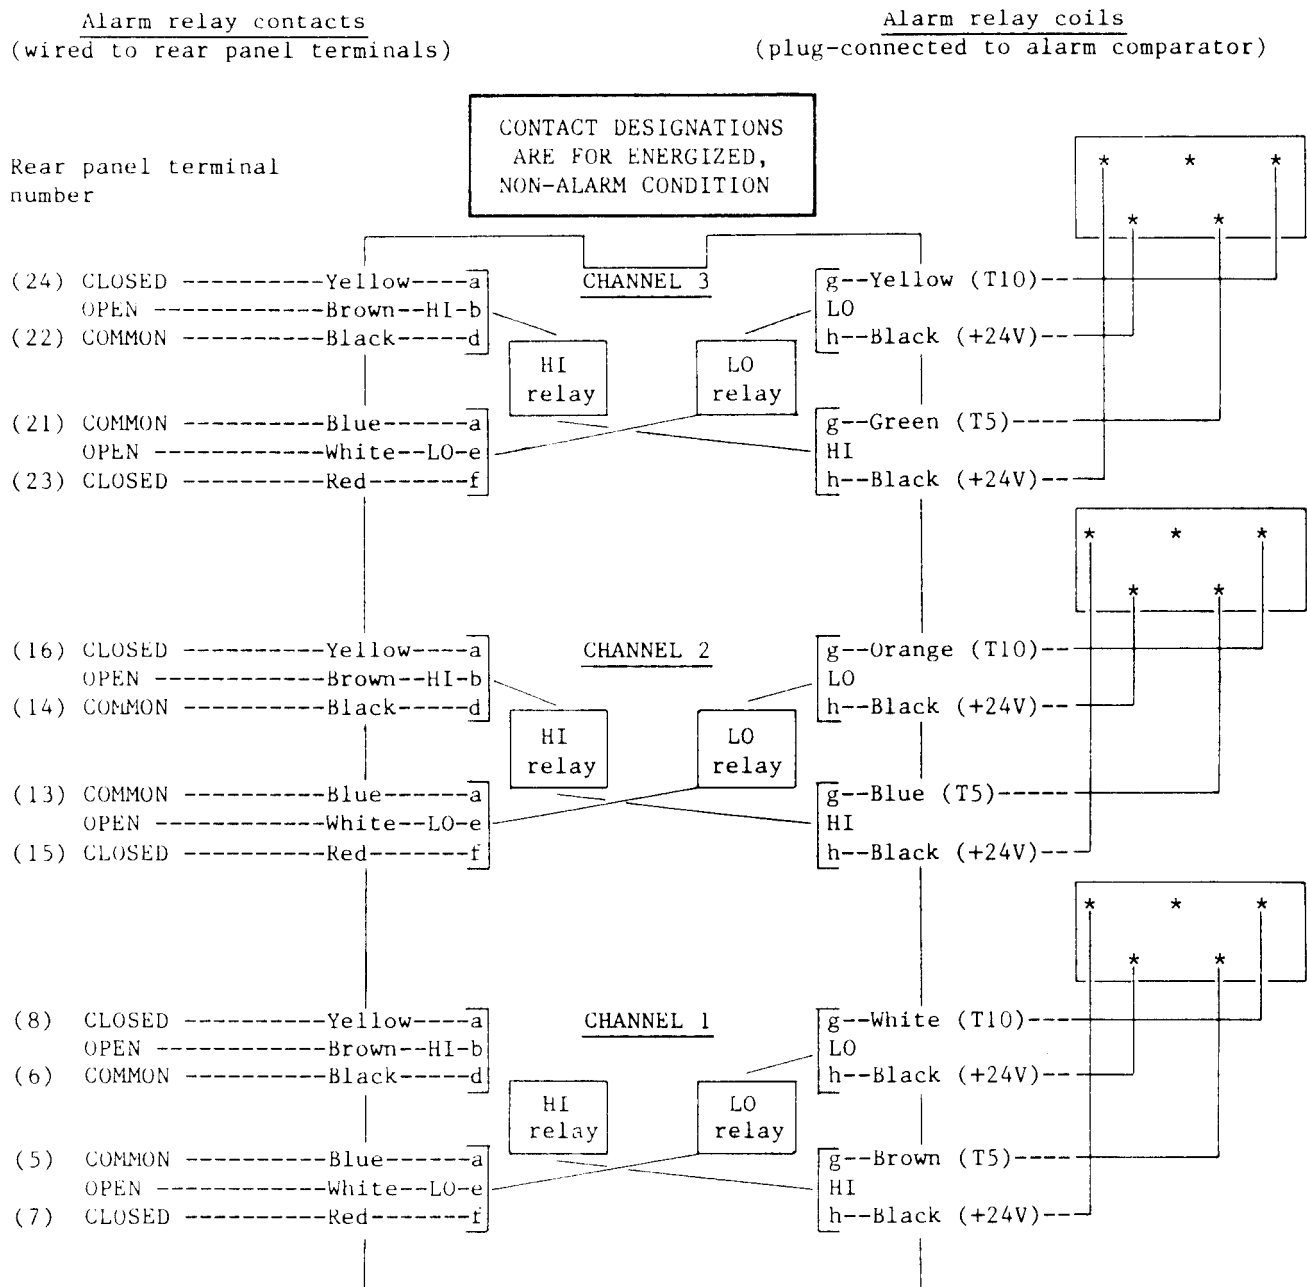 Alarm relay contacts
(wired to rear panel terminals)
Alarm relay coils
(plug-connected to alarm comparator)
CONTACT DESIGNATIONS
ARE FOR ENERGIZED,
NON-ALARM CONDITION
Rear panel terminal
number
* * *
* *
CHANNEL 3
(24) CLOSED ----------Yellow----a
OPEN ------------Brown--HI-b
(22) COMMON ----------Black-----d
HI
relay
LO
relay
g--Yellow (T10)--
LO
h--Black (+24V)---
(21) COMMON ----------Blue------a
OPEN ------------White--LO-e
(23) CLOSED ----------Red-------f
g--Green (T5)----
HI
h--Black (+24V)---
* * *
* *
CHANNEL 2
(16) CLOSED ----------Yellow----a
OPEN ------------Brown--HI-b
(14) COMMON ----------Black-----d
HI
relay
LO
relay
g--Orange (T10)--
LO
h--Black (+24V)---
(13) COMMON ----------Blue------a
OPEN ------------White--LO-e
(15) CLOSED ----------Red-------f
g--Blue (T5)-----
HI
h--Black (+24V)---
* * *
* *
CHANNEL 1
(8) CLOSED ----------Yellow----a
OPEN ------------Brown--HI-b
(6) COMMON ----------Black-----d
HI
relay
LO
relay
g--White (T10)---
LO
h--Black (+24V)---
(5) COMMON ----------Blue------a
OPEN ------------White--LO-e
(7) CLOSED ----------Red-------f
g--Brown (T5)----
HI
h--Black (+24V)---